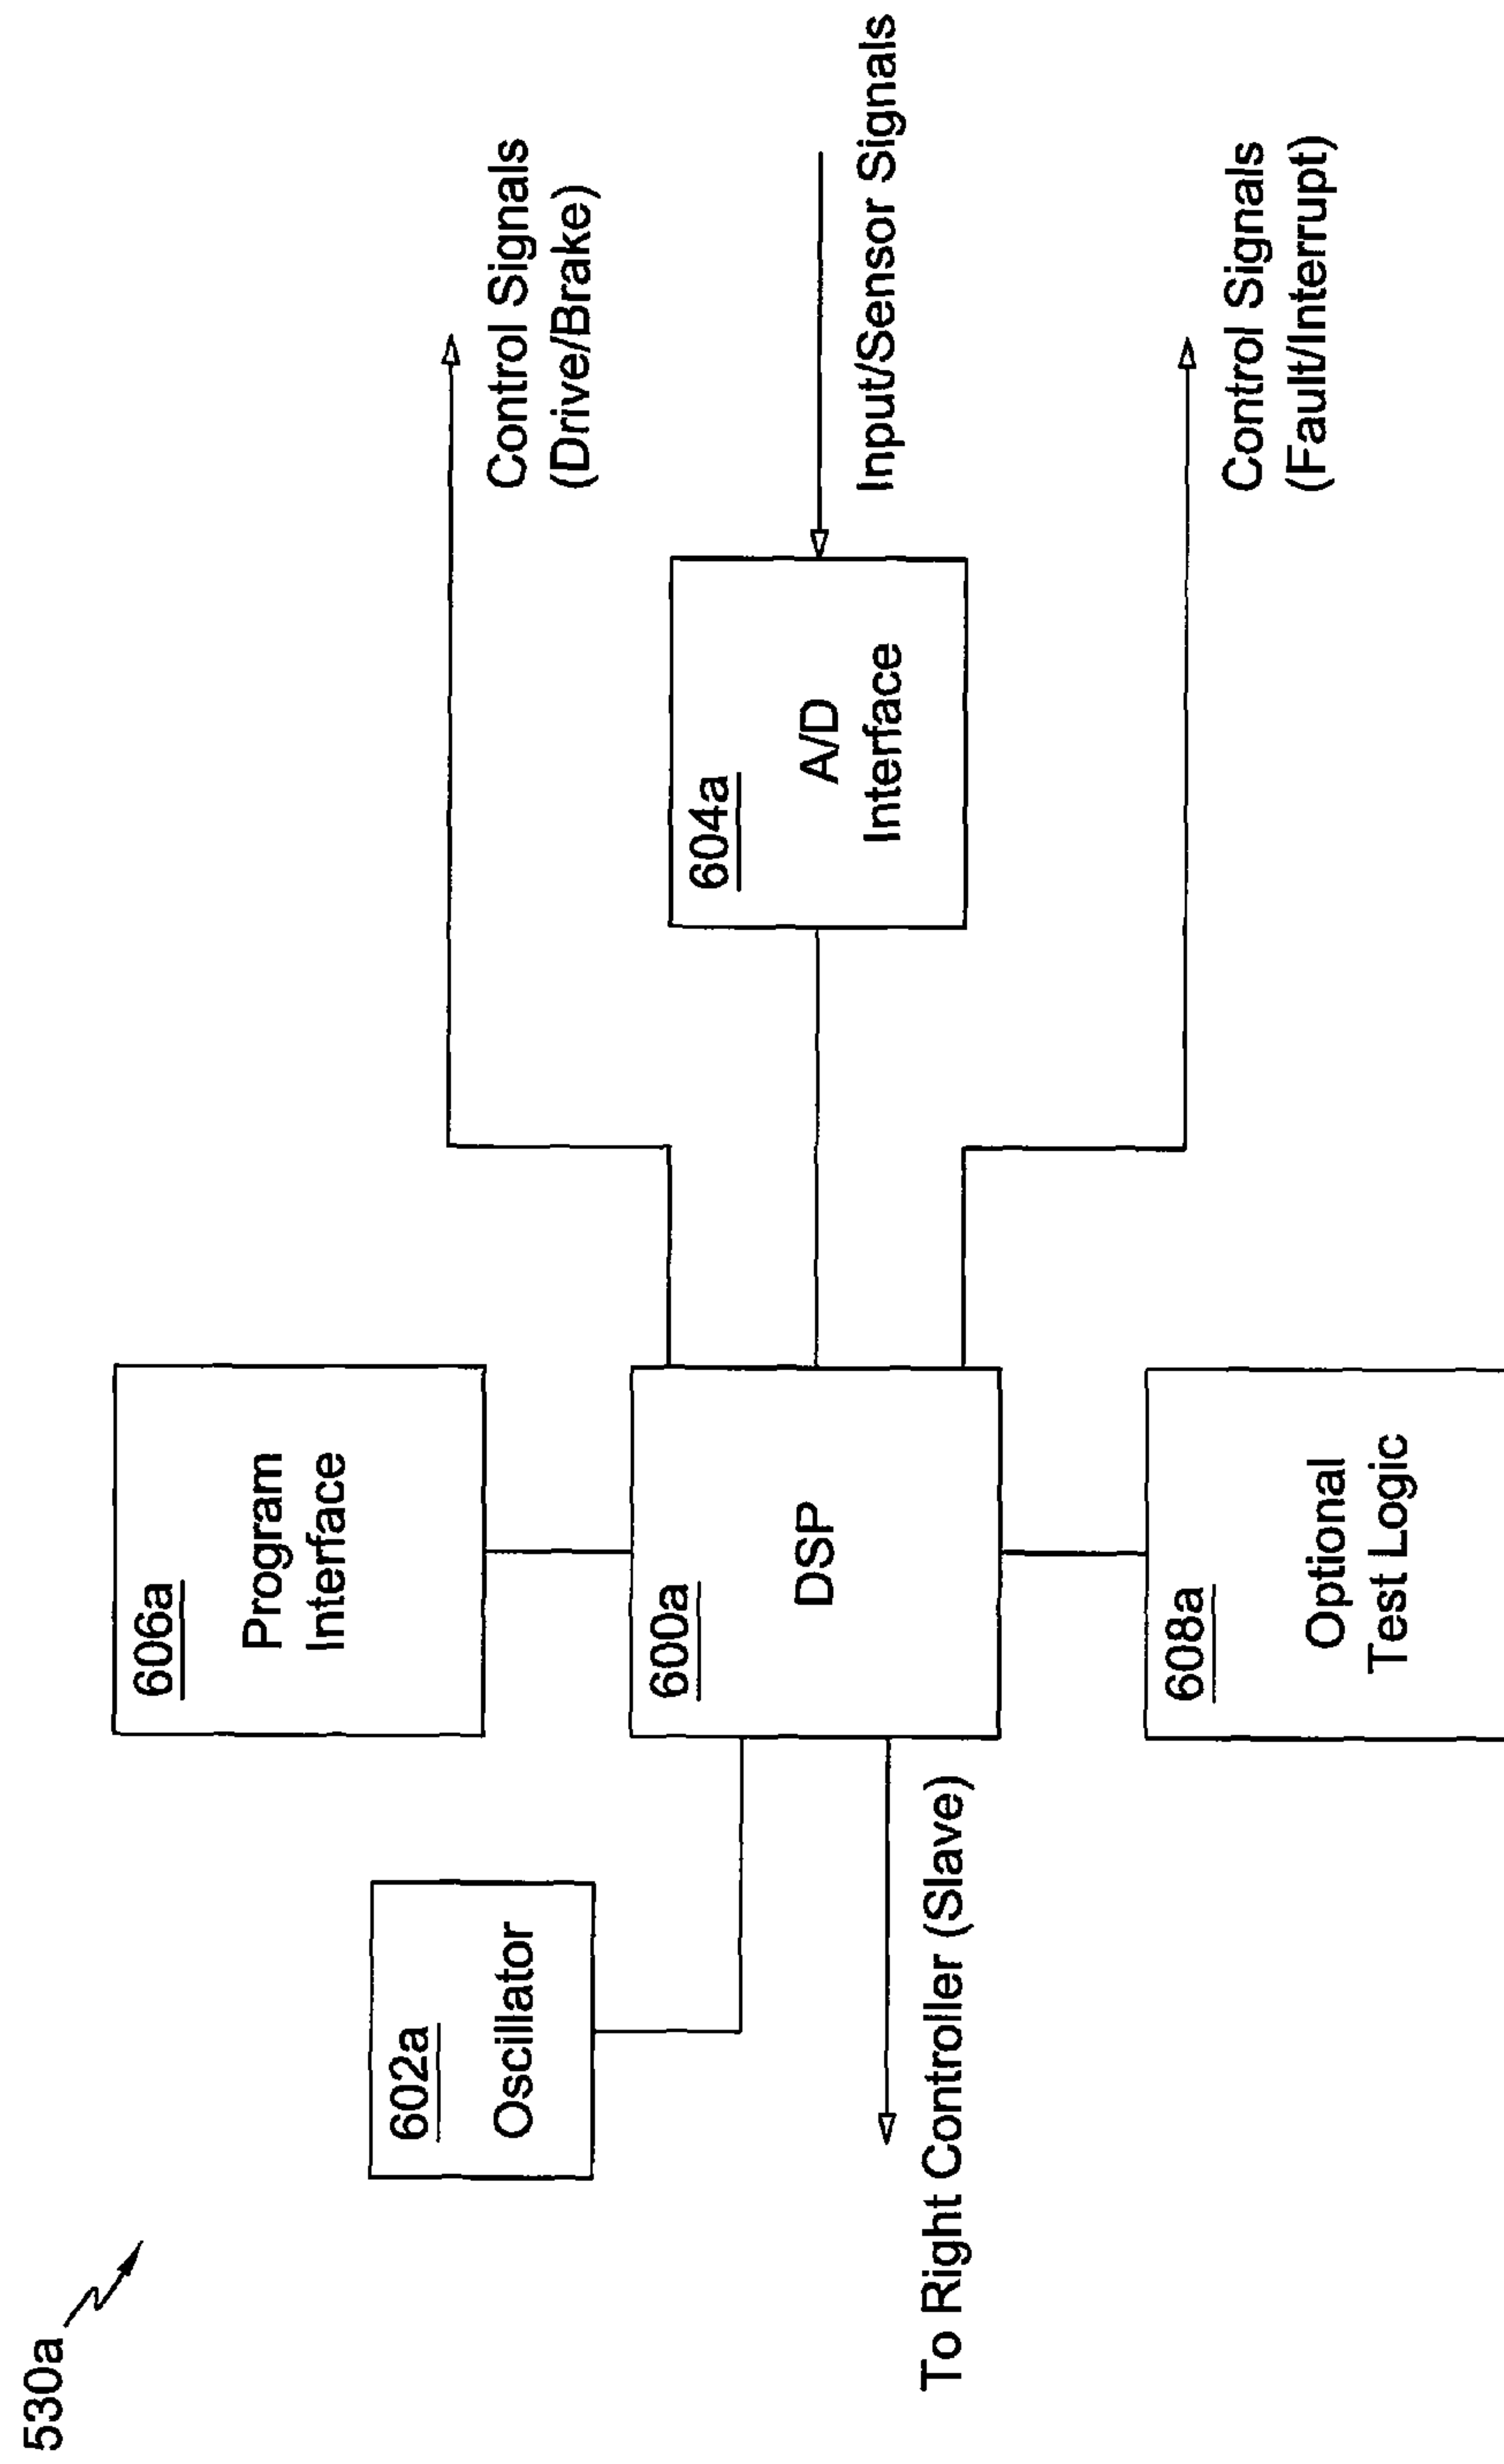 530a
606a
Program
Interface
602a
Oscillator
600a
DSP
604a
A/D
Interface
608a
Optional
Test Logic
To Right Controller (Slave)
Control Signals
(Drive/Brake)
Input/Sensor Signals
Control Signals
(Fault/Interrupt)